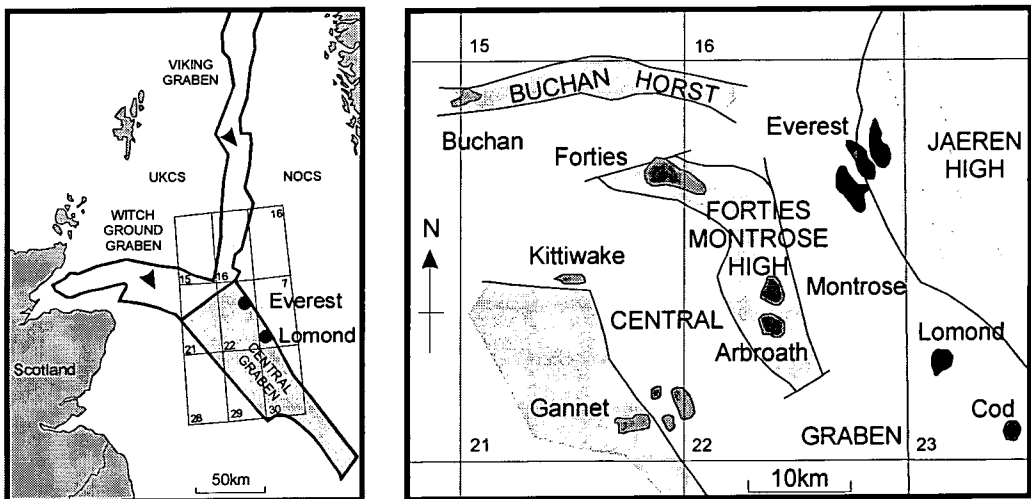 VIKING
GRABEN
UKCS
NOCS
WITCH
GROUND
GRABEN
16
15
16
7
Everest
Lomond
21
22
CENTRAL
GRABEN
Scotland
28
29
30
50km
15
16
BUCHAN HORST
Buchan
Everest
JAEREN
HIGH
Forties
FORTIES
MONTROSE
HIGH
N
Kittiwake
Montrose
CENTRAL
Lomond
Arbroath
Gannet
Cod
GRABEN
21
22
23
10km